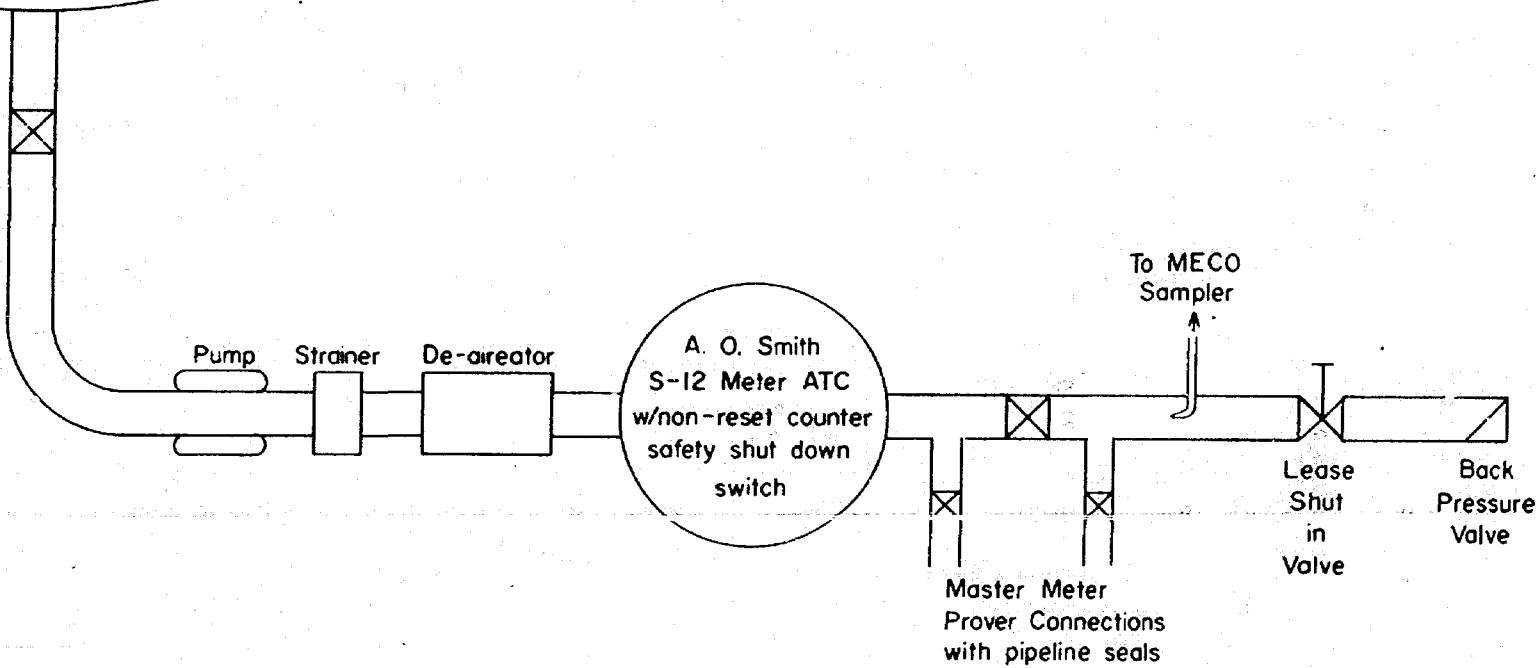 To MECO
Sampler
Pump
Strainer
De-aireator
A. O. Smith
S-12 Meter ATC
w/non-reset counter
safety shut down
switch
Lease
Shut
in
Valve
Back
Pressure
Valve
Master Meter
Prover Connections
with pipeline seals